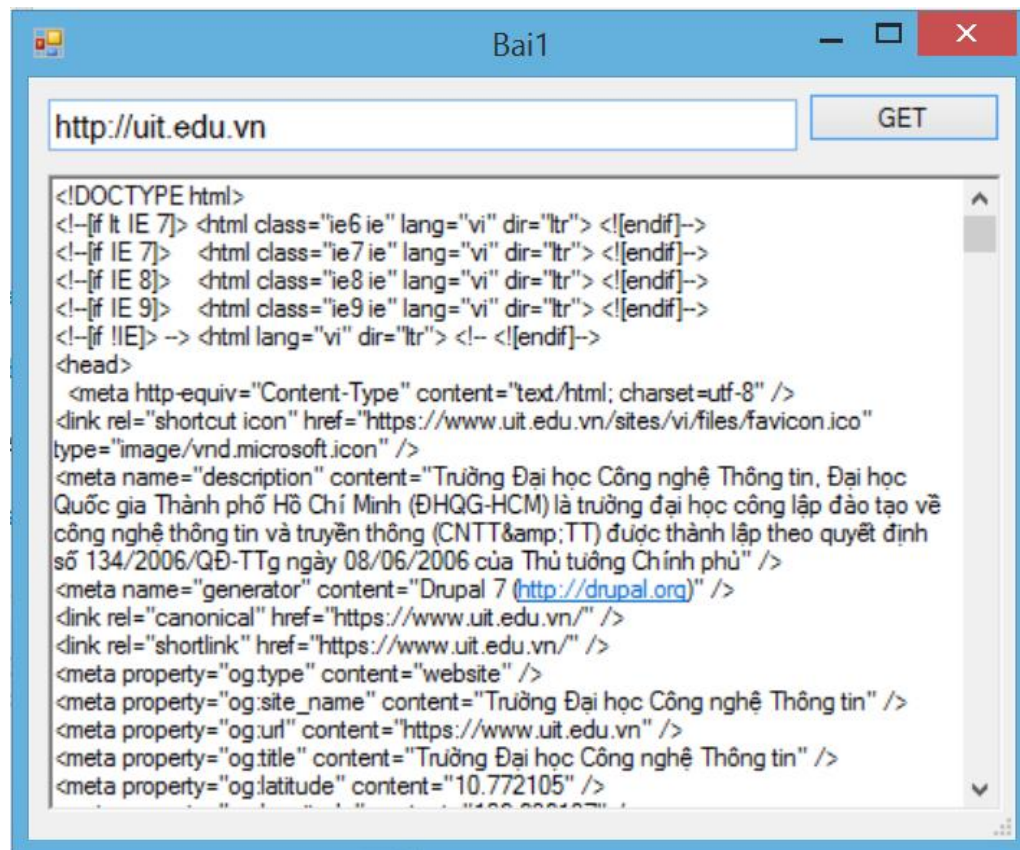 Bai1
http://uit.edu.vn
GET
<!DOCTYPE html>
<!--[if lt IE 7]> <html class="ie6 ie" lang="vi" dir="ltr"> <![endif]-->
<!--[if IE 7]>    <html class="ie7 ie" lang="vi" dir="ltr"> <![endif]-->
<!--[if IE 8]>    <html class="ie8 ie" lang="vi" dir="ltr"> <![endif]-->
<!--[if IE 9]>    <html class="ie9 ie" lang="vi" dir="ltr"> <![endif]-->
<!--[if !IE]> --> <html lang="vi" dir="ltr"> <!-- <![endif]-->
<head>
  <meta http-equiv="Content-Type" content="text/html; charset=utf-8" />
<link rel="shortcut icon" href="https://www.uit.edu.vn/sites/vi/files/favicon.ico"
type="image/vnd.microsoft.icon" />
<meta name="description" content="Trường Đại học Công nghệ Thông tin, Đại học
Quốc gia Thành phố Hồ Chí Minh (ĐHQG-HCM) là trường đại học công lập đào tạo về
công nghệ thông tin và truyền thông (CNTT&amp;TT) được thành lập theo quyết định
số 134/2006/QĐ-TTg ngày 08/06/2006 của Thủ tướng Chính phủ" />
<meta name="generator" content="Drupal 7 (http://drupal.org)" />
<link rel="canonical" href="https://www.uit.edu.vn/" />
<link rel="shortlink" href="https://www.uit.edu.vn/" />
<meta property="og:type" content="website" />
<meta property="og:site_name" content="Trường Đại học Công nghệ Thông tin" />
<meta property="og:url" content="https://www.uit.edu.vn" />
<meta property="og:title" content="Trường Đại học Công nghệ Thông tin" />
<meta property="og:latitude" content="10.772105" />